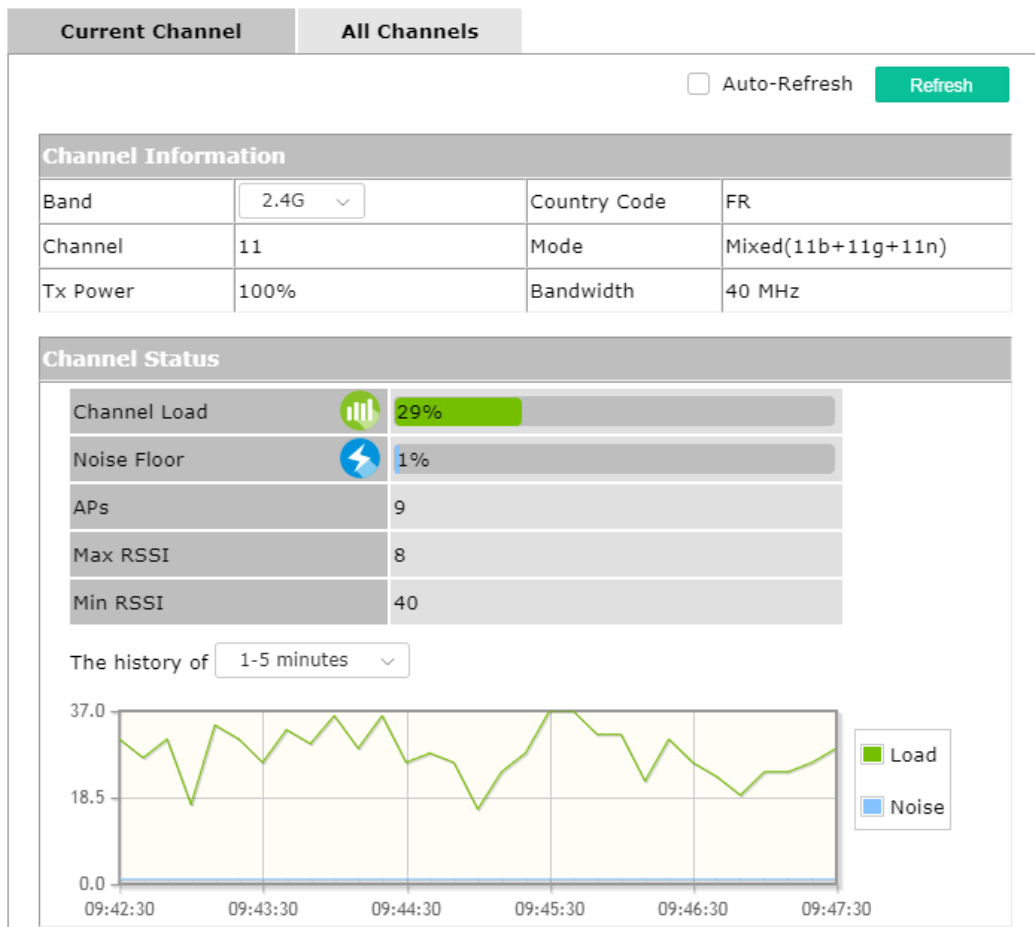 Current Channel All Channels
Auto-Refresh Refresh
Channel Information
Band 2.4G Country Code FR
Channel 11 Mode Mixed(11b+11g+11n)
Tx Power 100% Bandwidth 40 MHz
Channel Status
Channel Load 29%
Noise Floor 1%
APs 9
Max RSSI 8
Min RSSI 40
The history of 1-5 minutes
37.0
18.5
0.0
09:42:30 09:43:30 09:44:30 09:45:30 09:46:30 09:47:30
Load
Noise